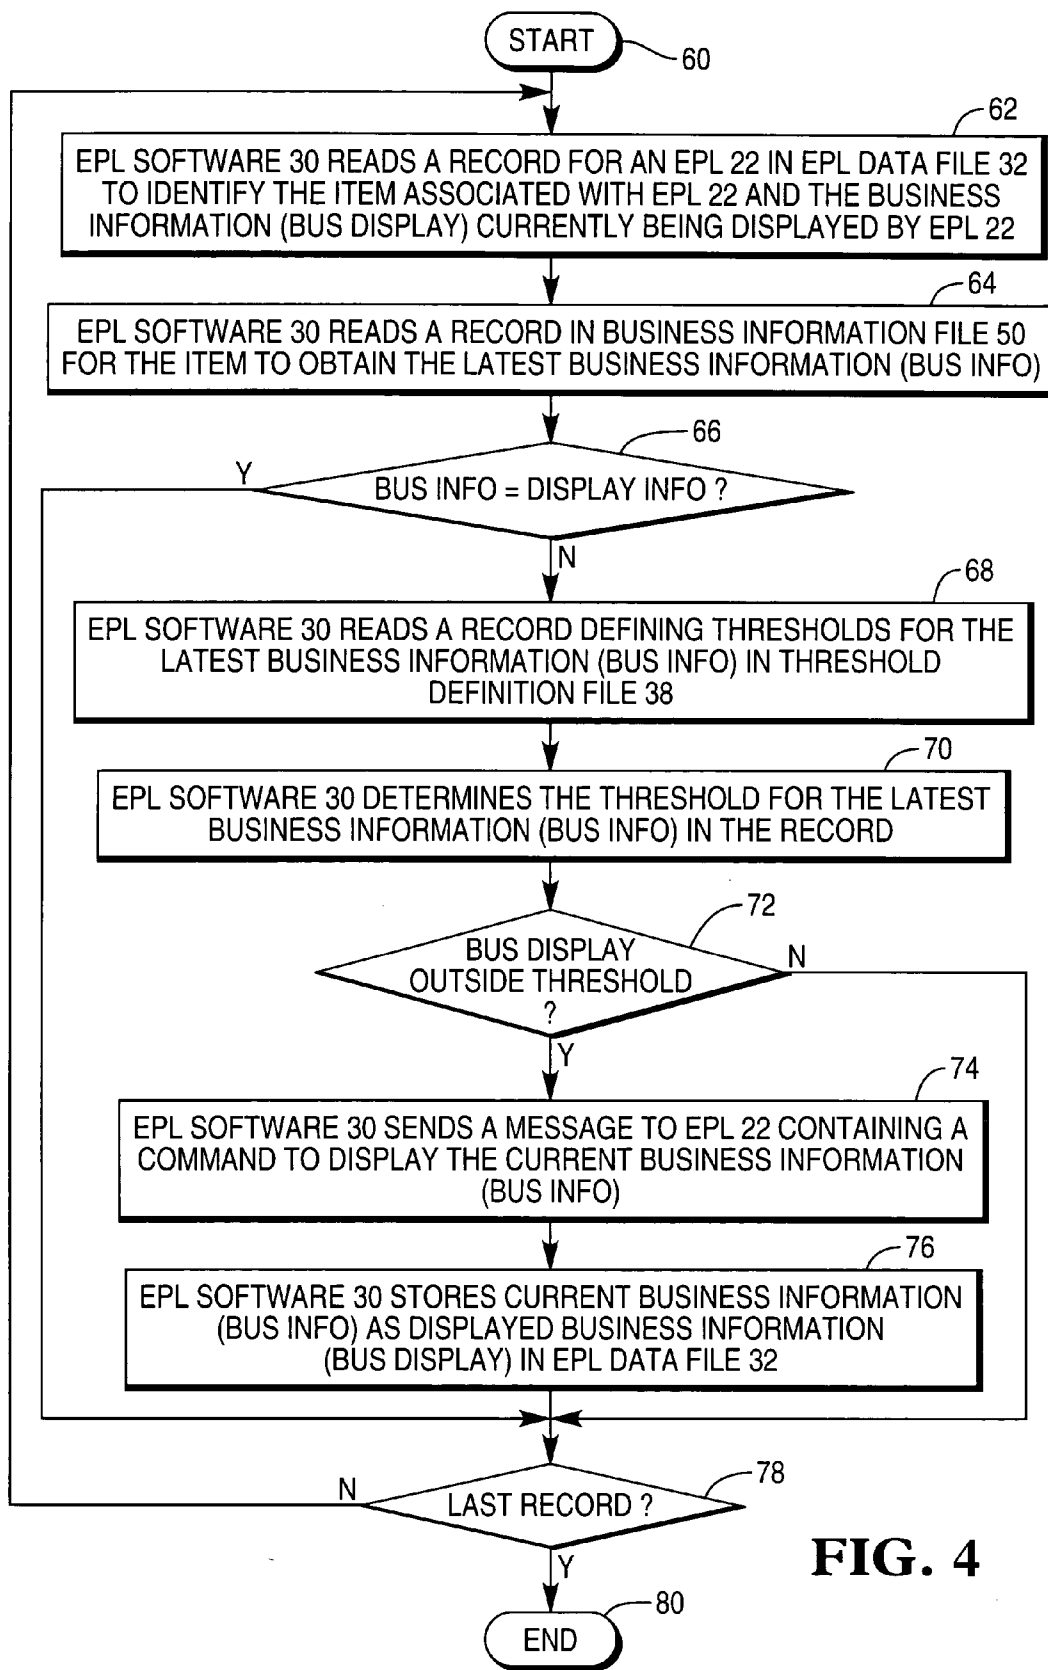 START
60
62
EPL SOFTWARE 30 READS A RECORD FOR AN EPL 22 IN EPL DATA FILE 32
TO IDENTIFY THE ITEM ASSOCIATED WITH EPL 22 AND THE BUSINESS
INFORMATION (BUS DISPLAY) CURRENTLY BEING DISPLAYED BY EPL 22
64
EPL SOFTWARE 30 READS A RECORD IN BUSINESS INFORMATION FILE 50
FOR THE ITEM TO OBTAIN THE LATEST BUSINESS INFORMATION (BUS INFO)
66
Y
BUS INFO = DISPLAY INFO ?
N
68
EPL SOFTWARE 30 READS A RECORD DEFINING THRESHOLDS FOR THE
LATEST BUSINESS INFORMATION (BUS INFO) IN THRESHOLD
DEFINITION FILE 38
70
EPL SOFTWARE 30 DETERMINES THE THRESHOLD FOR THE LATEST
BUSINESS INFORMATION (BUS INFO) IN THE RECORD
72
BUS DISPLAY
OUTSIDE THRESHOLD
?
N
Y
74
EPL SOFTWARE 30 SENDS A MESSAGE TO EPL 22 CONTAINING A
COMMAND TO DISPLAY THE CURRENT BUSINESS INFORMATION
(BUS INFO)
76
EPL SOFTWARE 30 STORES CURRENT BUSINESS INFORMATION
(BUS INFO) AS DISPLAYED BUSINESS INFORMATION
(BUS DISPLAY) IN EPL DATA FILE 32
78
N
LAST RECORD ?
Y
FIG. 4
80
END